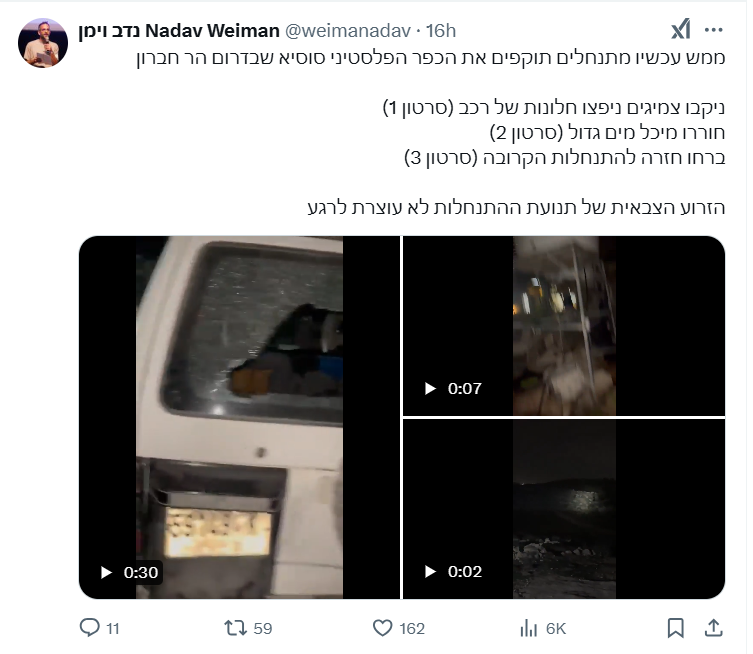 נדב וימן Nadav Weiman @weimanadav · 16h
ממש עכשיו מתנחלים תוקפים את הכפר הפלסטיני סוסיא שבדרום הר חברון
ניקבו צמיגים ניפצו חלונות של רכב (סרטון 1)
חוררו מיכל מים גדול (סרטון 2)
ברחו חזרה להתנחלות הקרובה (סרטון 3)
הזרוע הצבאית של תנועת ההתנחלות לא עוצרת לרגע
0:30
0:07
0:02
11 59 162 6K